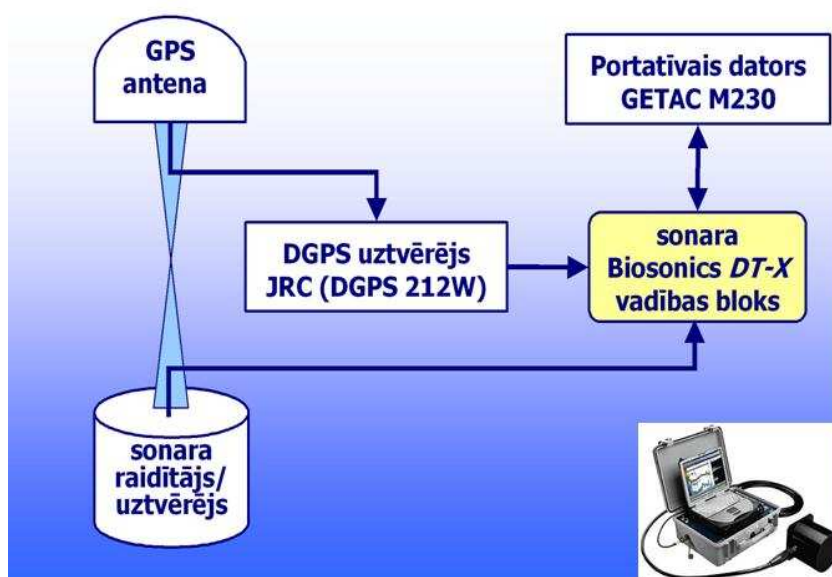 GPS
antena
Portatīvais dators
GETAC M230
DGPS uztvērējs
JRC (DGPS 212W)
sonara
Biosonics DT-X
vadības bloks
sonara
raidītājs/
uztvērējs